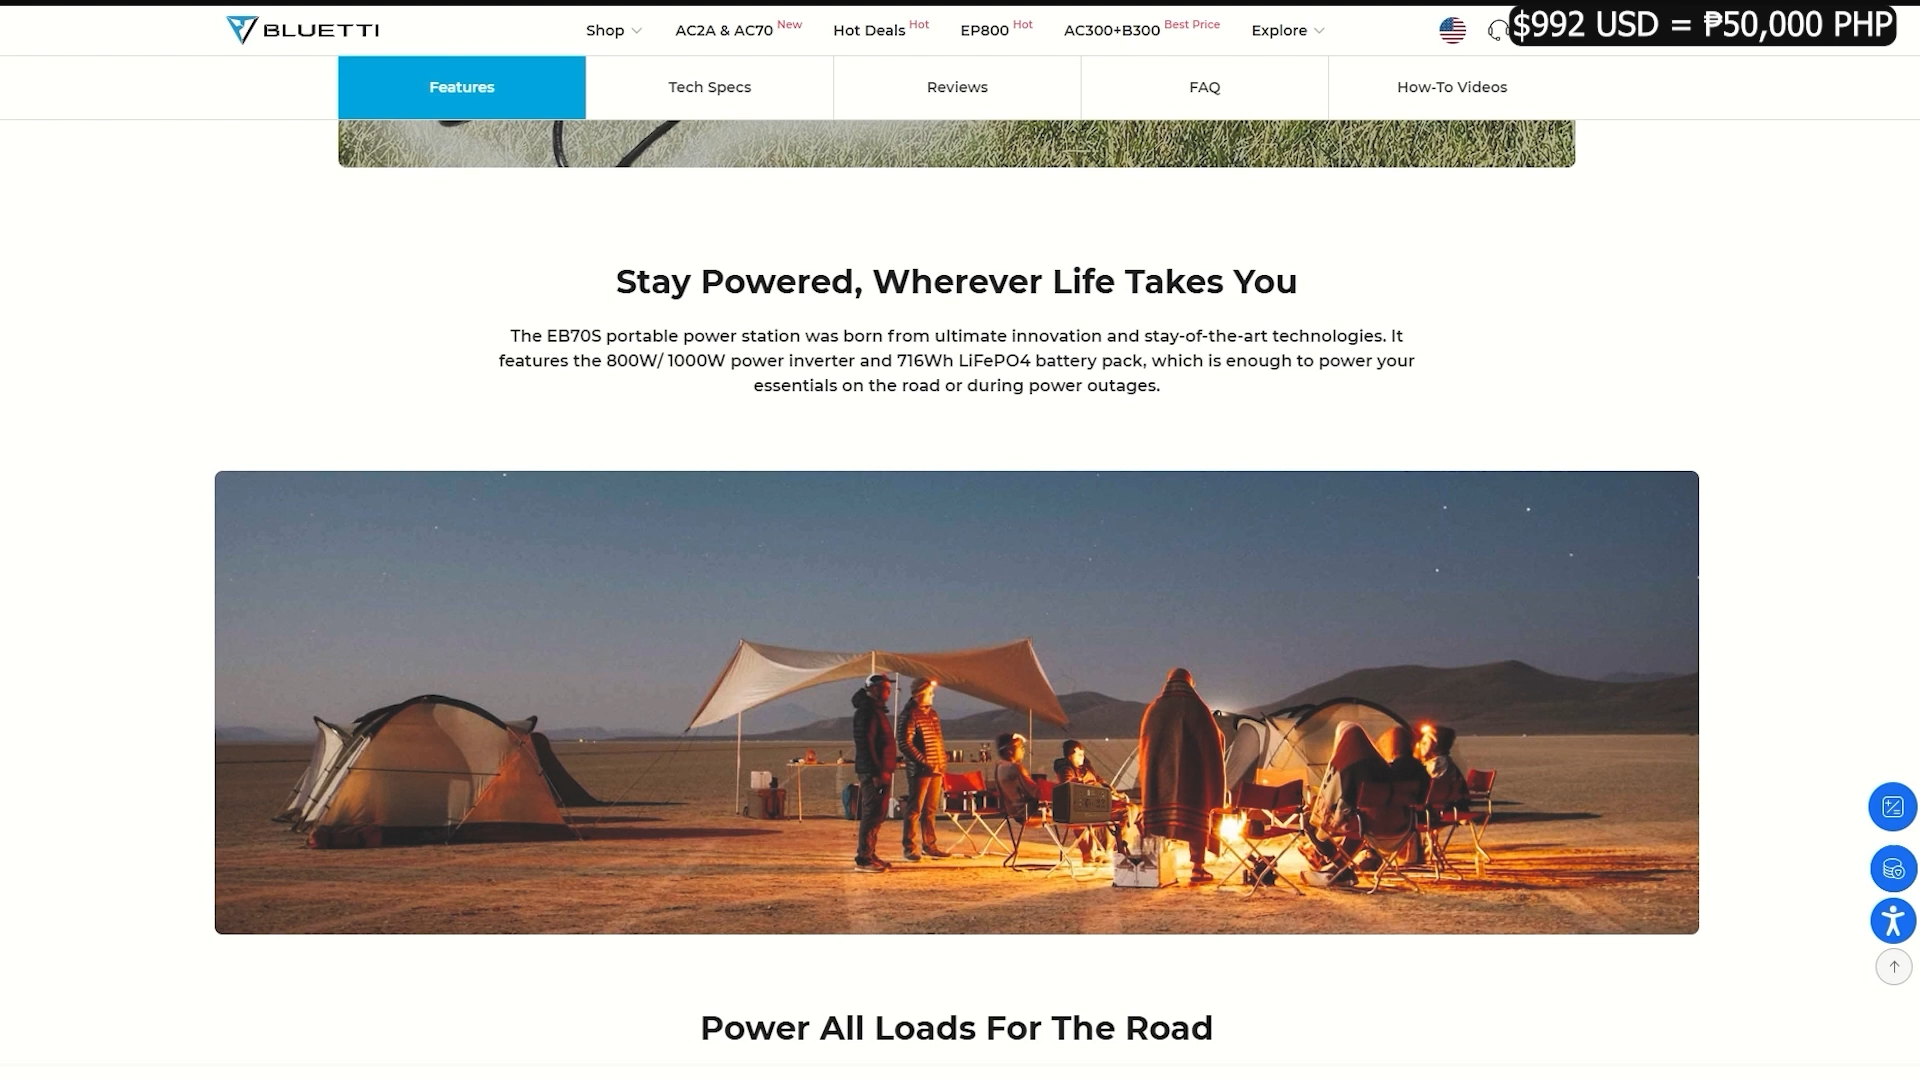 BLUETTI
Shop
AC2A & AC70 New
Hot Deals Hot
EP800 Hot
AC300+B300 Best Price
Explore
$992 USD = ₱50,000 PHP
Features
Tech Specs
Reviews
FAQ
How-To Videos
Stay Powered, Wherever Life Takes You
The EB70S portable power station was born from ultimate innovation and stay-of-the-art technologies. It
features the 800W/ 1000W power inverter and 716Wh LiFePO4 battery pack, which is enough to power your
essentials on the road or during power outages.
Power All Loads For The Road